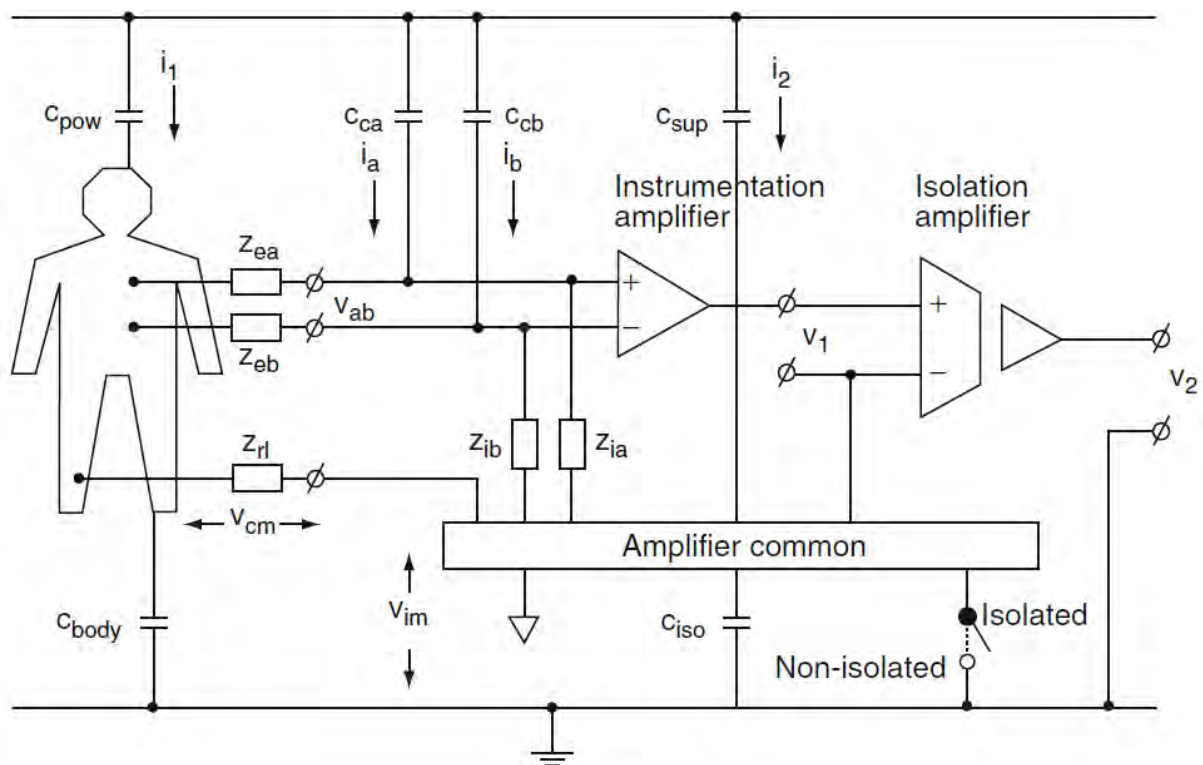 i1
i2
cpow
cca
ccb
csup
ia
ib
Instrumentation
amplifier
Isolation
amplifier
zea
+
+
vab
−
v1
−
zeb
v2
zib
zia
zrl
vcm
Amplifier common
vim
cbody
ciso
Isolated
Non-isolated